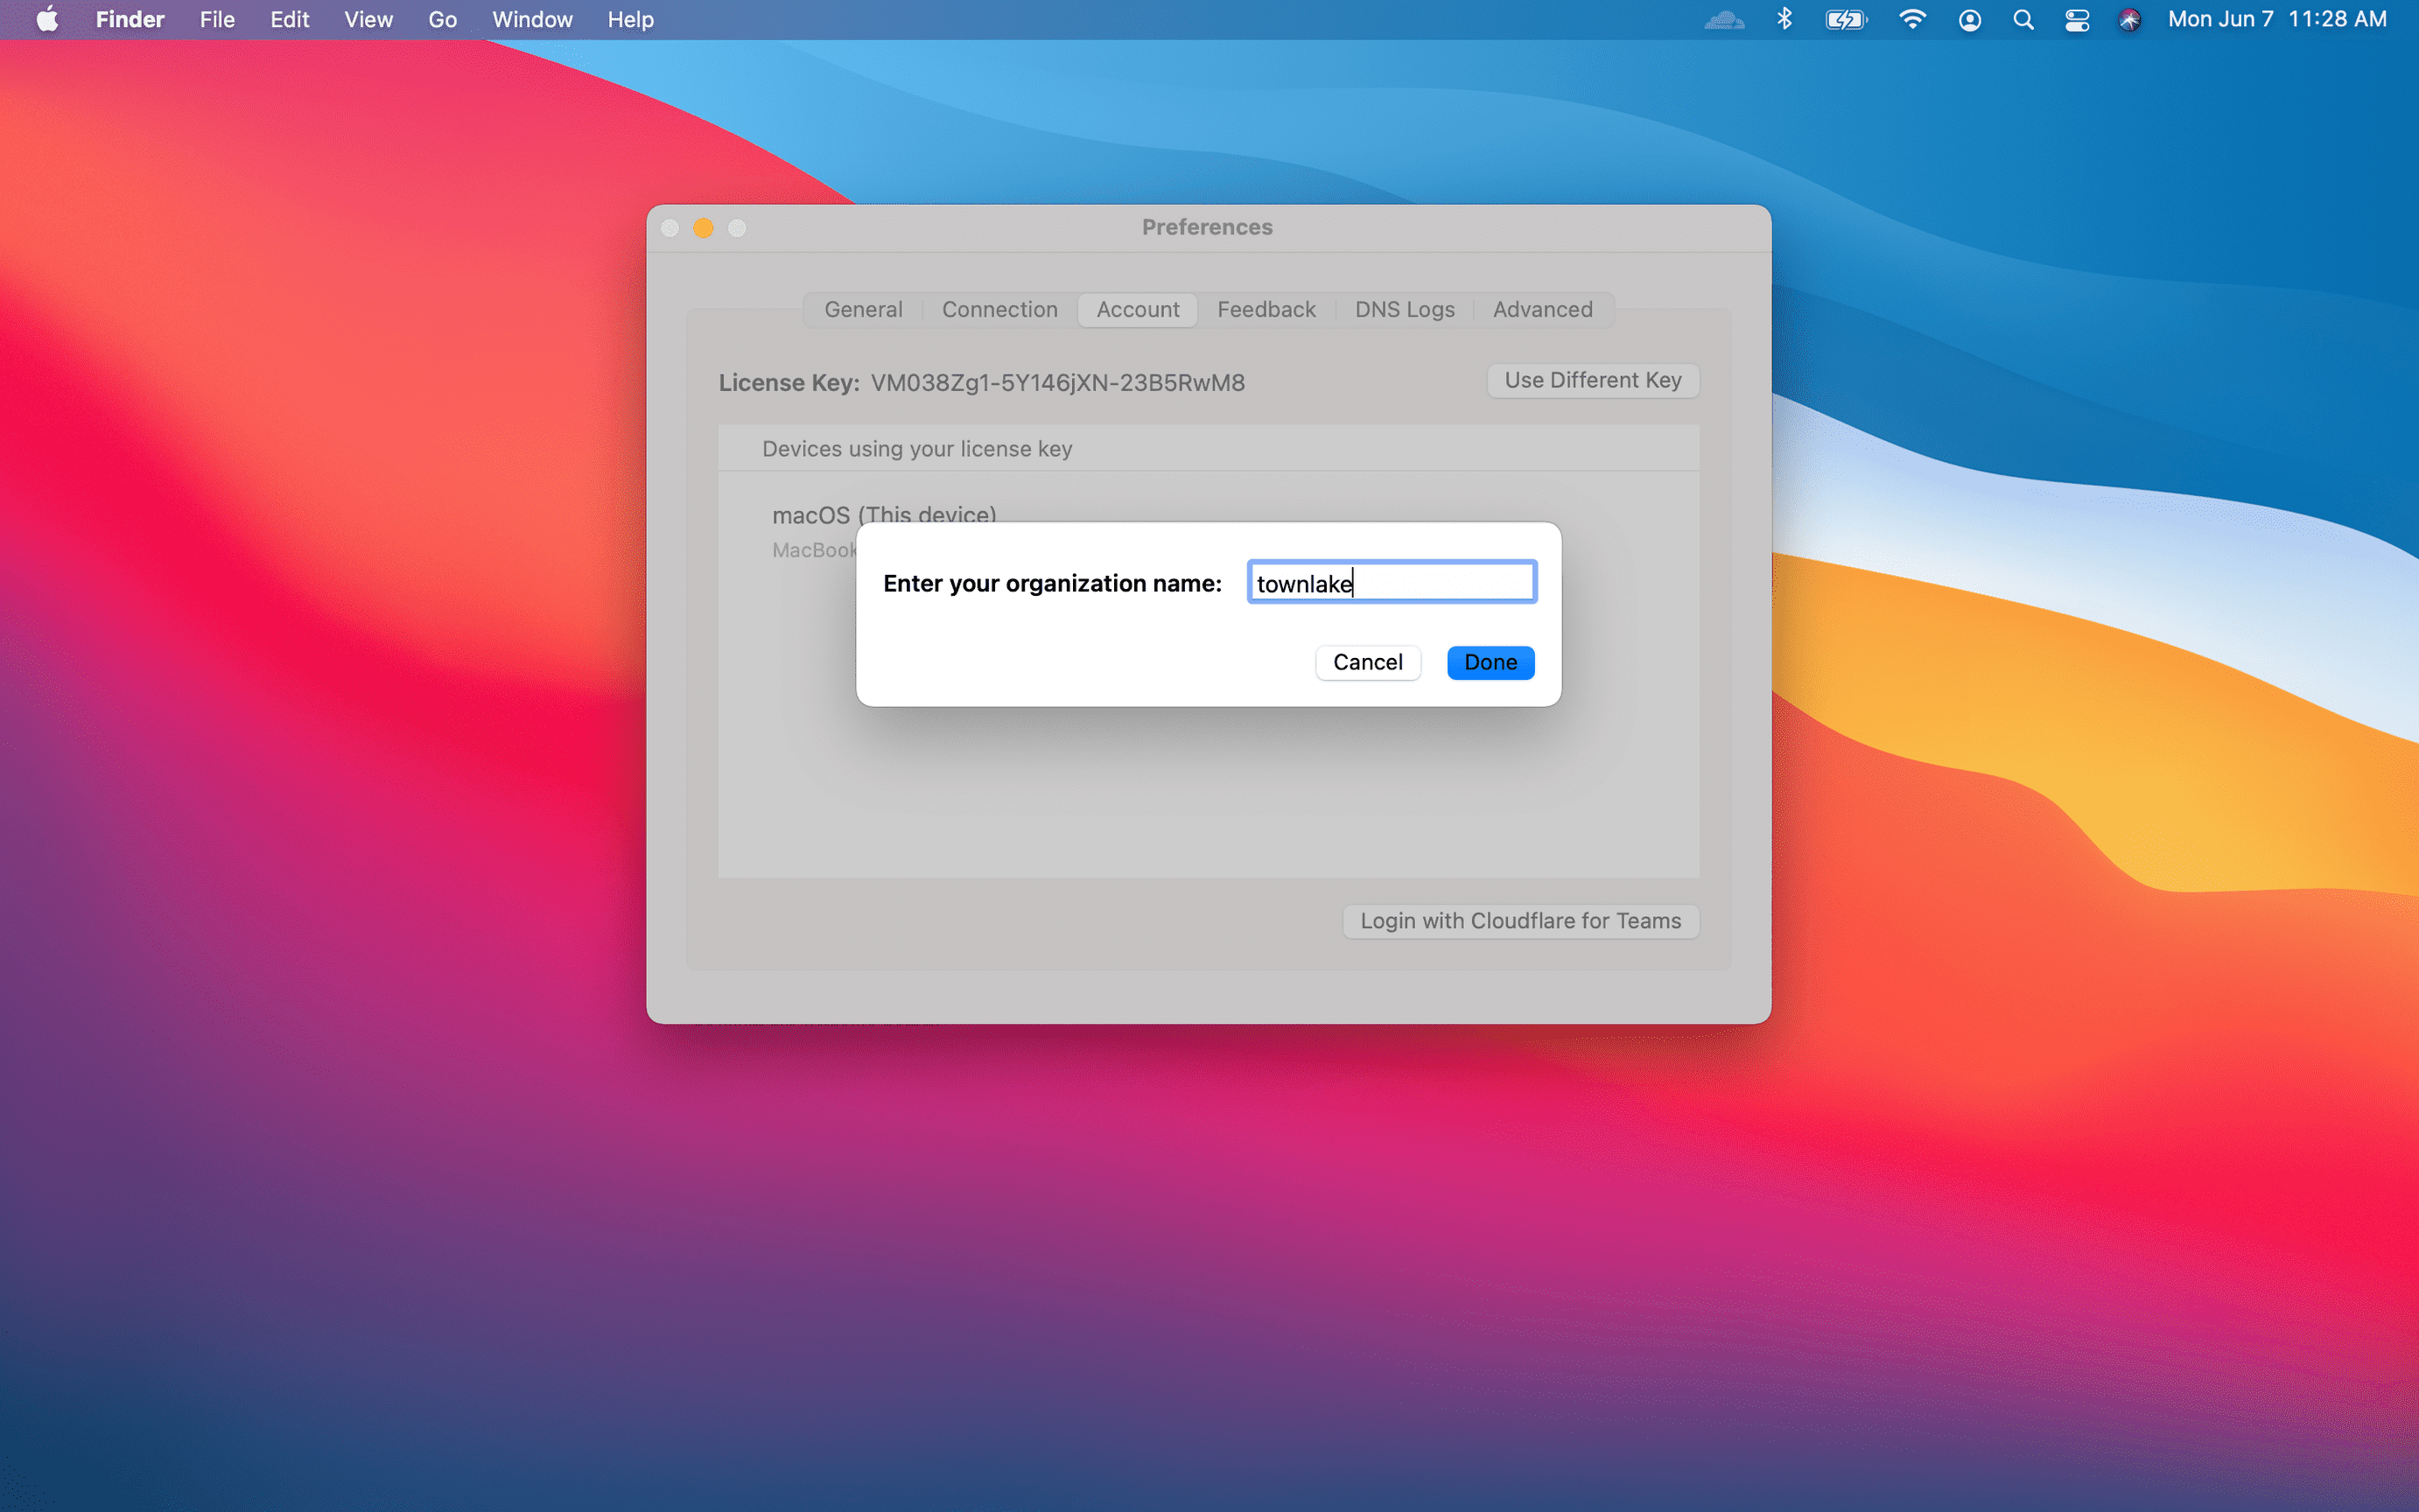 Finder File Edit View Go Window Help Mon Jun 7 11:28 AM
Preferences
General Connection Account Feedback DNS Logs Advanced
License Key: VM038Zg1-5Y146jXN-23B5RwM8 Use Different Key
Devices using your license key
macOS (This device)
MacBook
Enter your organization name: townlake
Cancel Done
Login with Cloudflare for Teams